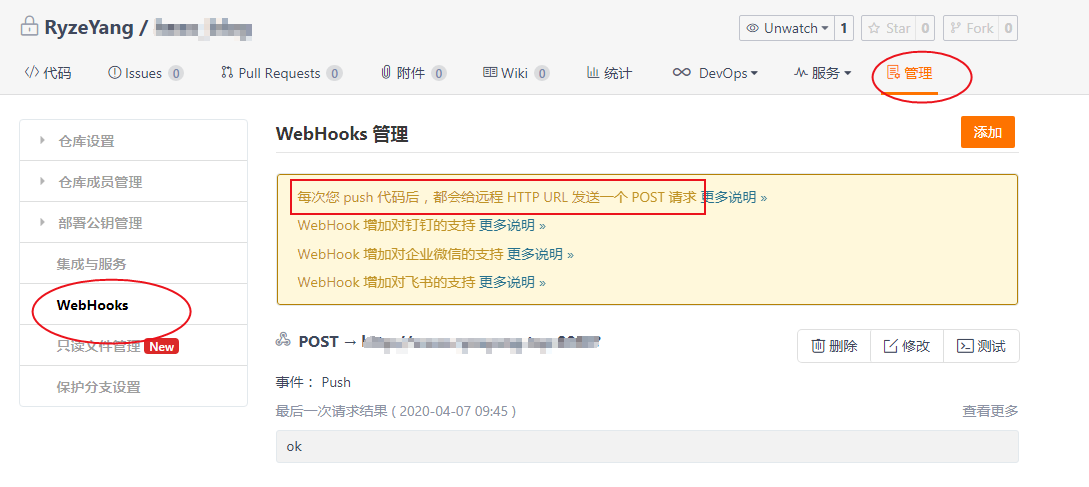 RyzeYang /
Unwatch 1 Star 0 Fork 0
代码 Issues 0 Pull Requests 0 附件 0 Wiki 0 统计 DevOps 服务 管理
仓库设置
仓库成员管理
部署公钥管理
集成与服务
WebHooks
只读文件管理 New
保护分支设置
WebHooks 管理 添加
每次您 push 代码后，都会给远程 HTTP URL 发送一个 POST 请求 更多说明 »
WebHook 增加对钉钉的支持 更多说明 »
WebHook 增加对企业微信的支持 更多说明 »
WebHook 增加对飞书的支持 更多说明 »
POST → 删除 修改 测试
事件： Push
最后一次请求结果 ( 2020-04-07 09:45 ) 查看更多
ok